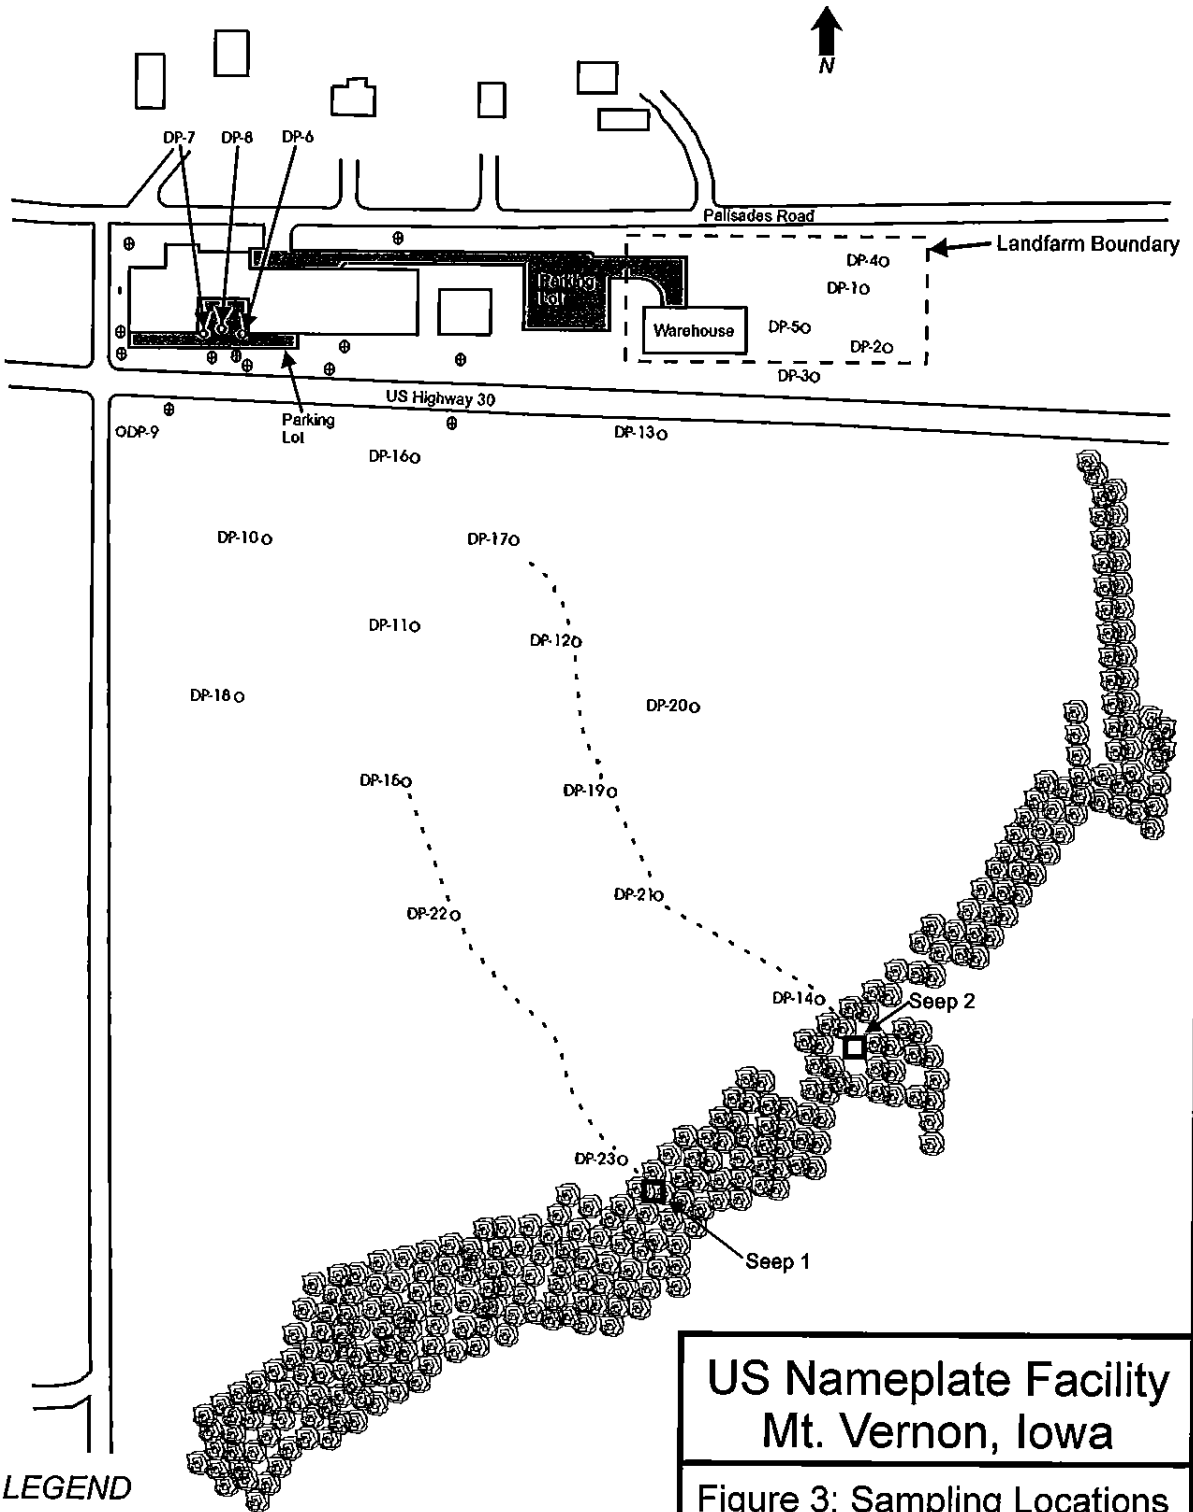 N
DP-7 DP-8 DP-6
Palisades Road
Landfarm Boundary
DP-4
DP-1
Parking
Lot
Warehouse
DP-5
DP-2
DP-3
US Highway 30
Parking
Lot
DP-9
DP-13
DP-16
DP-10
DP-17
DP-11
DP-12
DP-18
DP-20
DP-15
DP-19
DP-21
DP-22
DP-14
Seep 2
DP-23
Seep 1
US Nameplate Facility
Mt. Vernon, Iowa
LEGEND
Figure 3: Sampling Locations